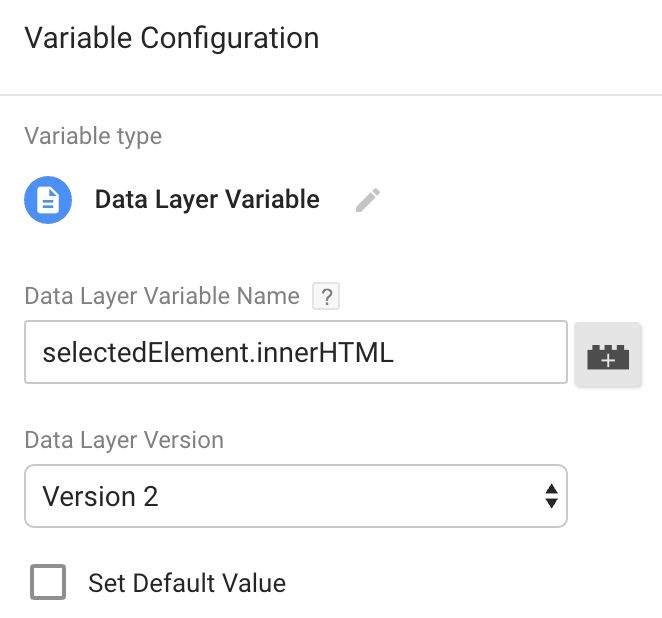 Variable Configuration
Variable type
Data Layer Variable
Data Layer Variable Name ?
selectedElement.innerHTML
Data Layer Version
Version 2
Set Default Value